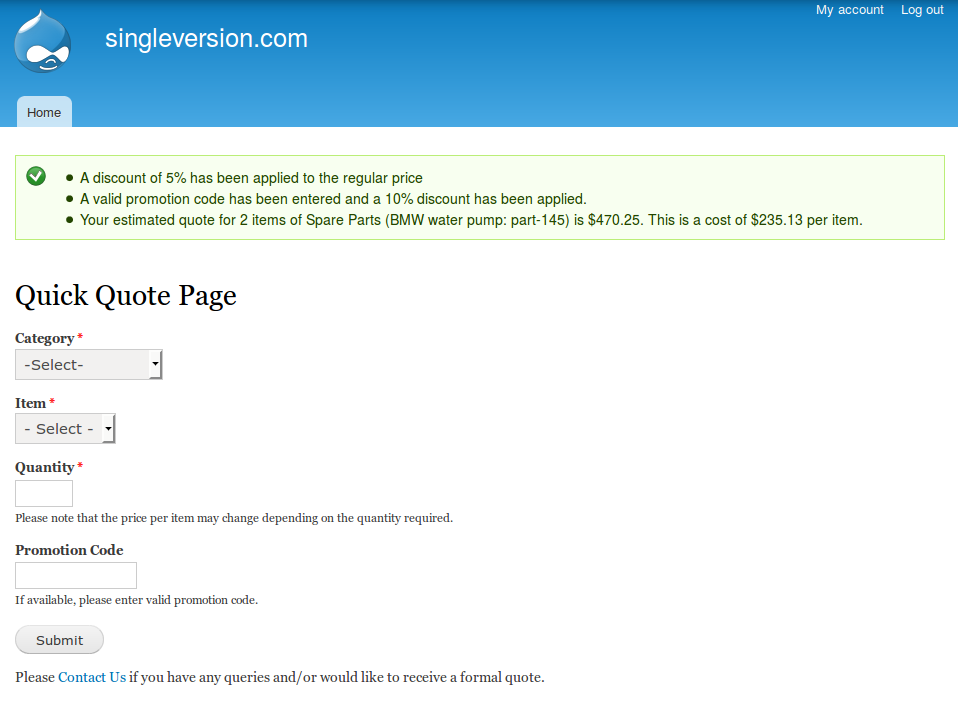 My account Log out
singleversion.com
Home
A discount of 5% has been applied to the regular price
A valid promotion code has been entered and a 10% discount has been applied.
Your estimated quote for 2 items of Spare Parts (BMW water pump: part-145) is $470.25. This is a cost of $235.13 per item.
Quick Quote Page
Category *
-Select-
Item *
- Select -
Quantity *
Please note that the price per item may change depending on the quantity required.
Promotion Code
If available, please enter valid promotion code.
Submit
Please Contact Us if you have any queries and/or would like to receive a formal quote.